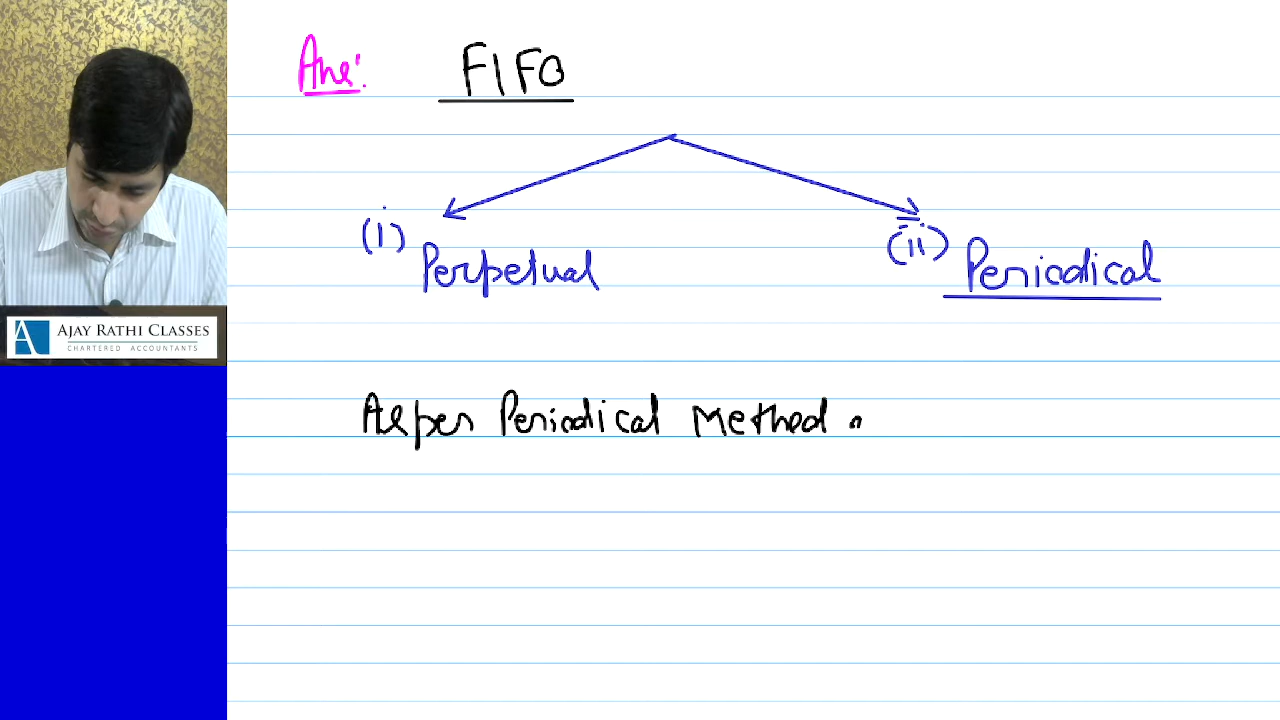 Ans:
FIFO
(i) Perpetual
(ii) Periodical
AJAY RATHI CLASSES
CHARTERED ACCOUNTANTS
As per Periodical Method